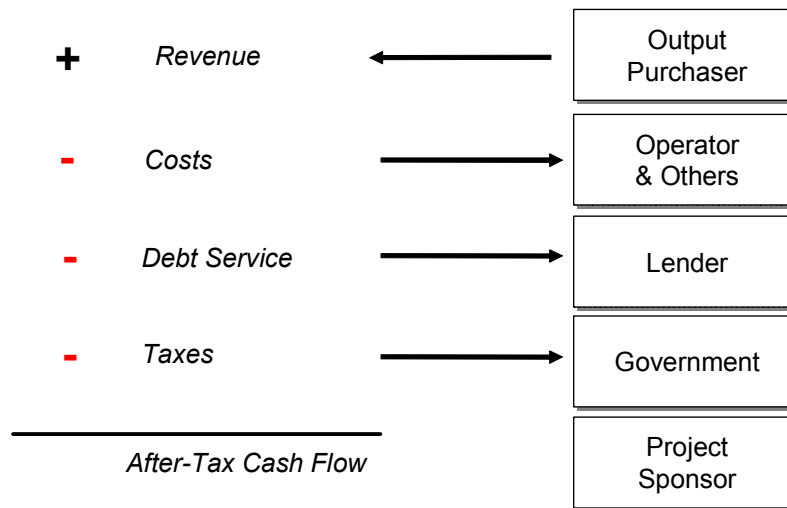 + Revenue
Output
Purchaser
- Costs
Operator
& Others
- Debt Service
Lender
- Taxes
Government
After-Tax Cash Flow
Project
Sponsor